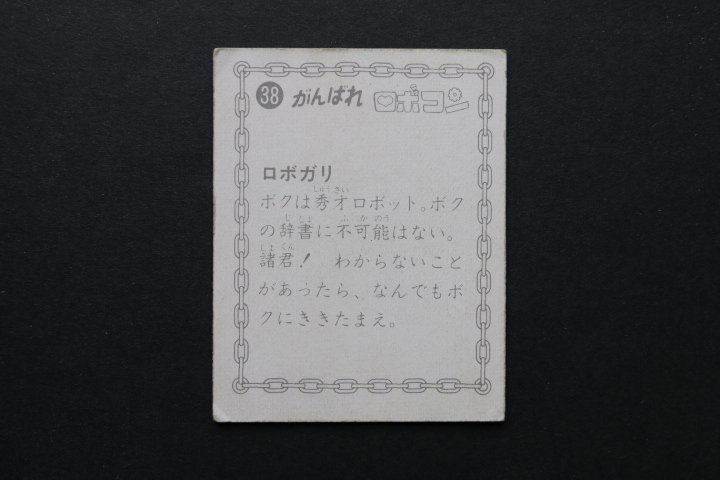 38 がんばれ ロボコン
ロボガリ
ボクは秀才ロボット。ボク
の辞書に不可能はない。
諸君! わからないこと
があったら、なんでもボ
クにききたまえ。